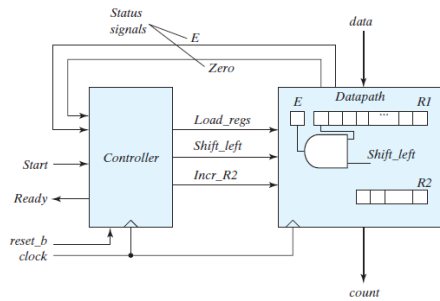 Status
signals
E
Zero
data
Datapath
E
R1
...
Load_regs
Shift_left
Incr_R2
Controller
Start
Ready
Shift_left
R2
reset_b
clock
count